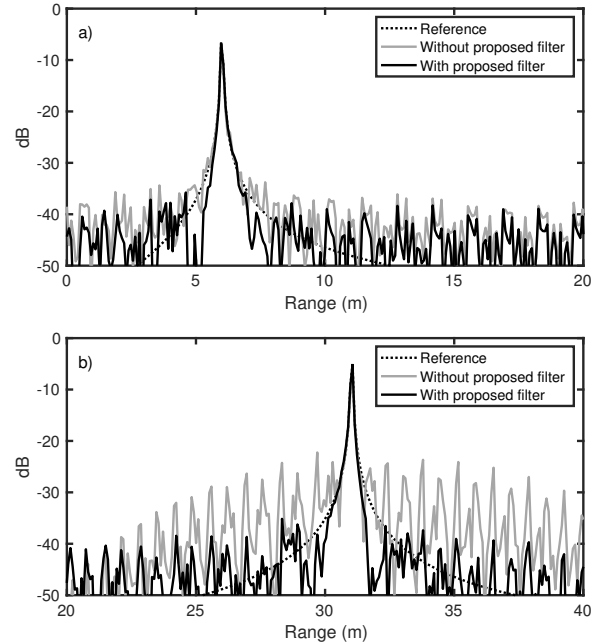 a)
Reference
Without proposed filter
With proposed filter
0
-10
-20
-30
-40
-50
dB
0 5 10 15 20
Range (m)
b)
Reference
Without proposed filter
With proposed filter
0
-10
-20
-30
-40
-50
dB
20 25 30 35 40
Range (m)